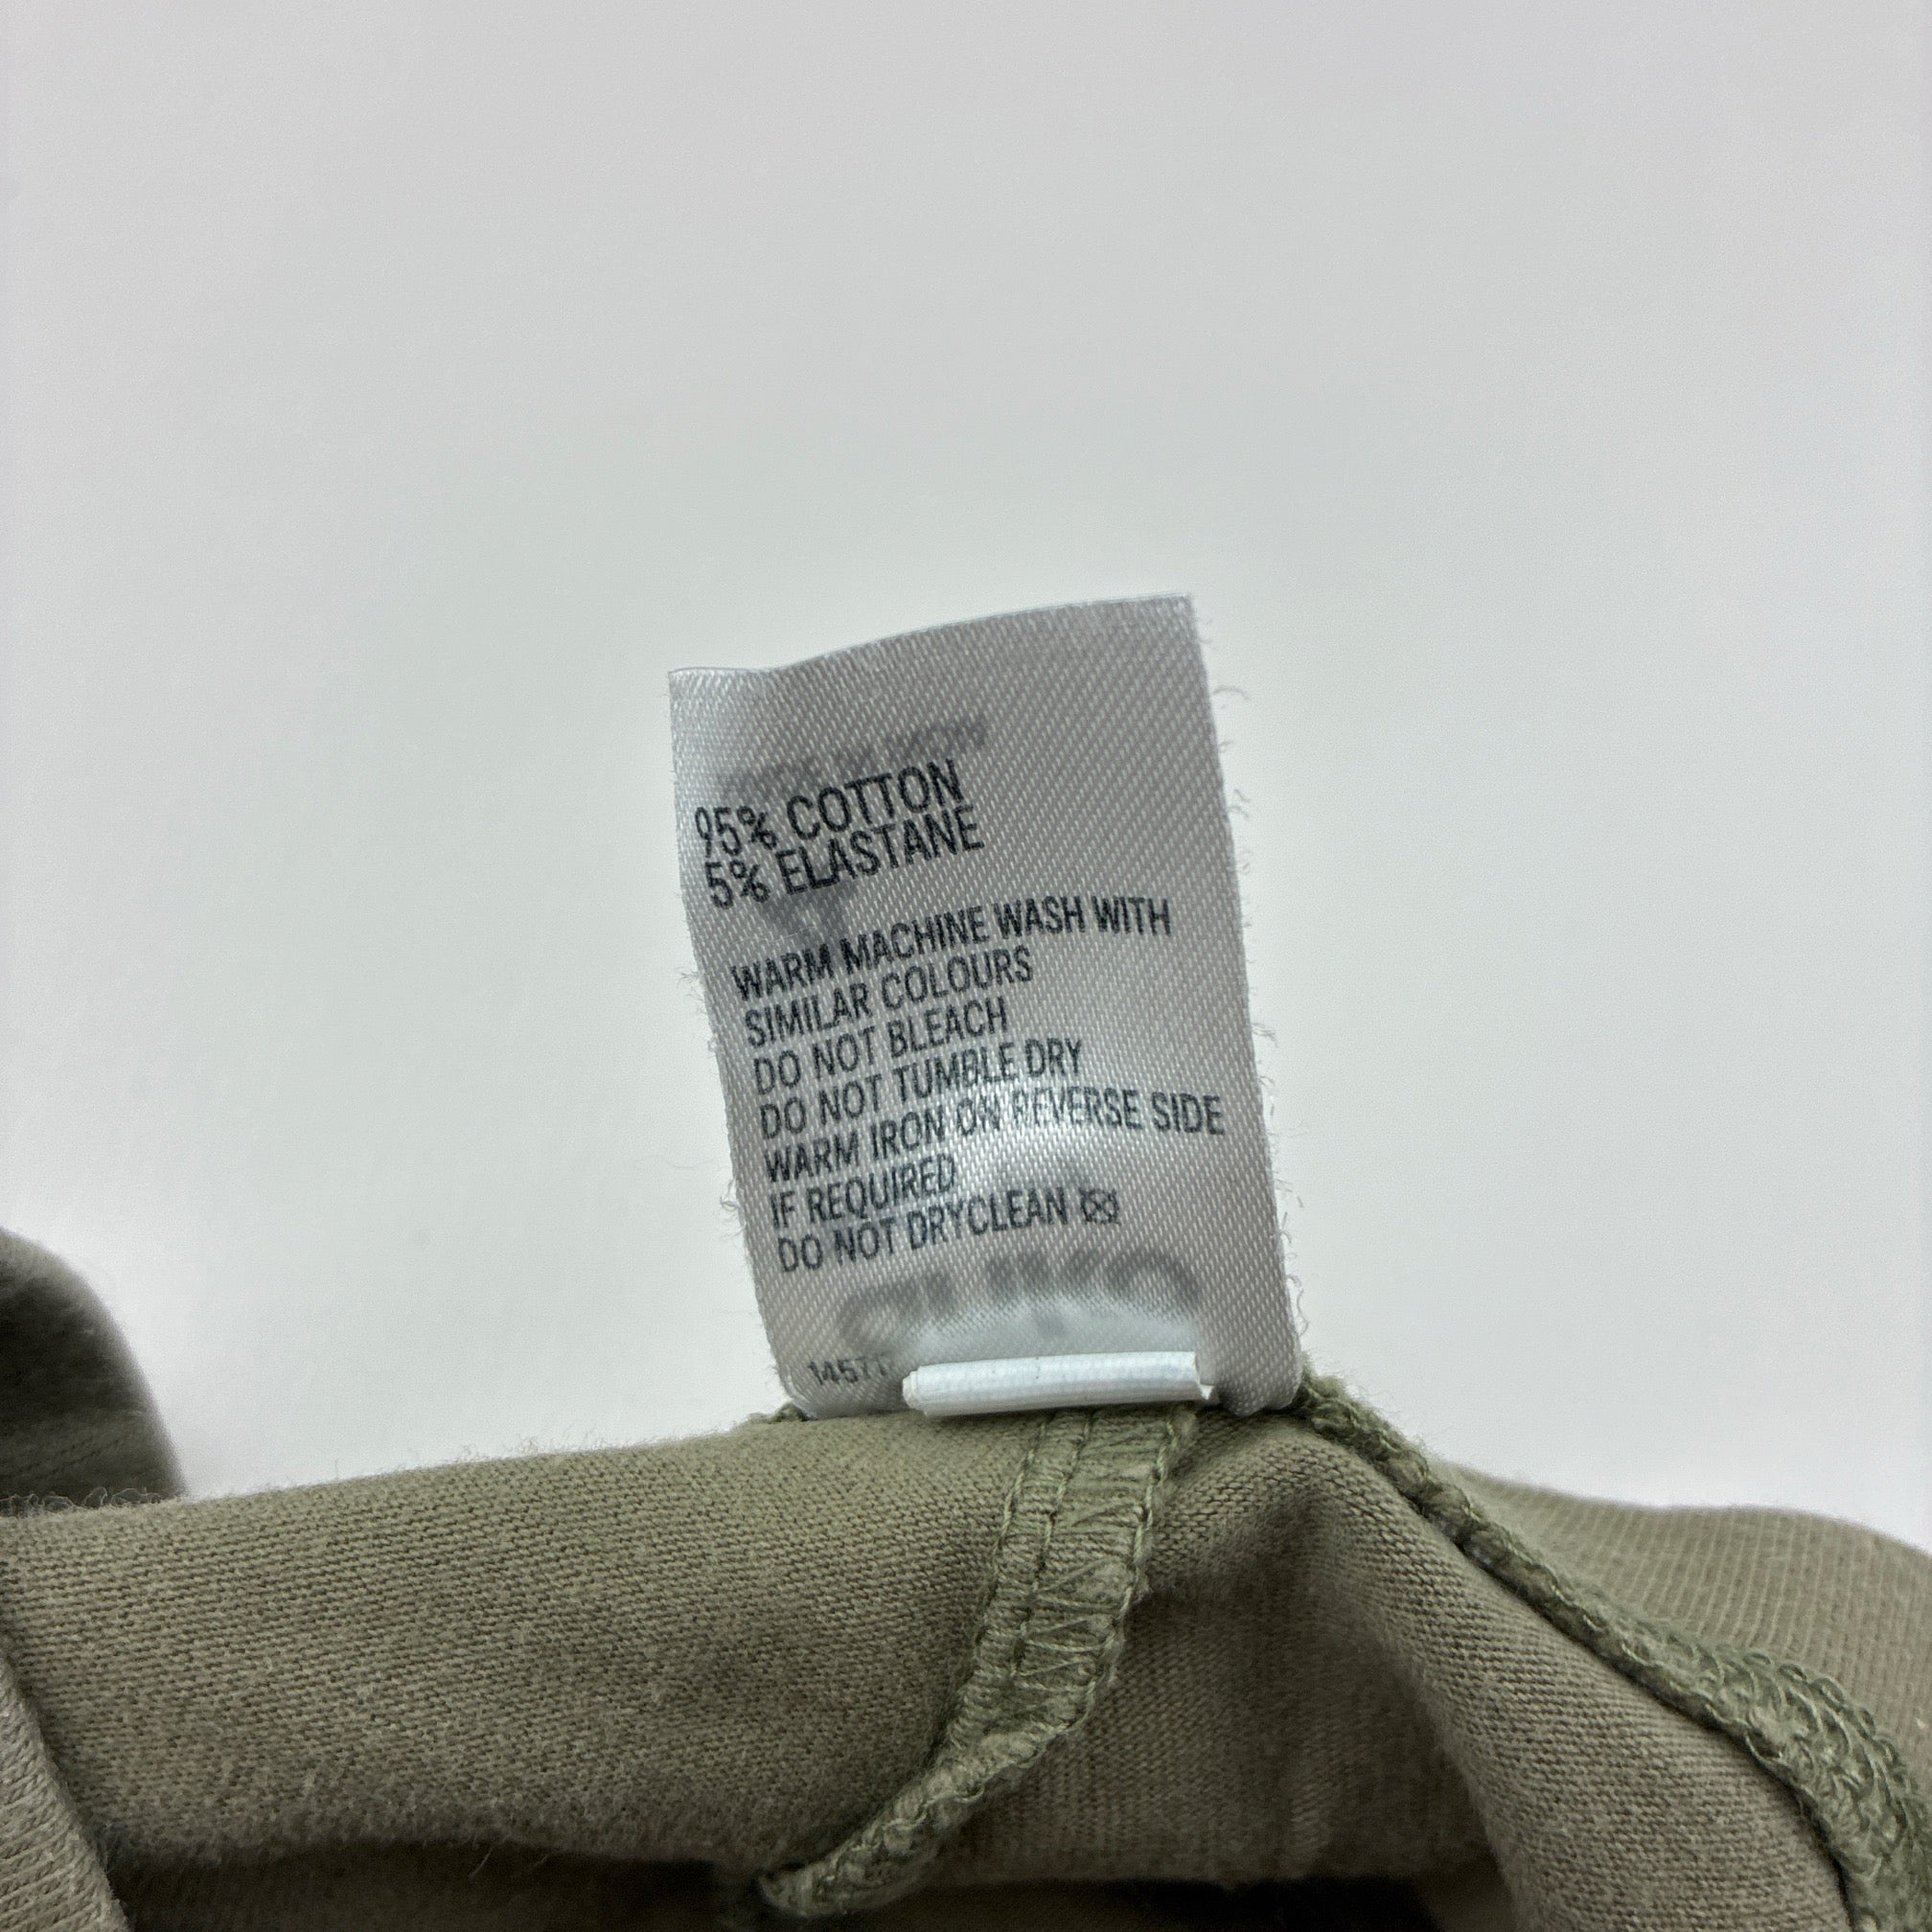 95% COTTON
5% ELASTANE
WARM MACHINE WASH WITH
SIMILAR COLOURS
DO NOT BLEACH
DO NOT TUMBLE DRY
WARM IRON ON REVERSE SIDE
IF REQUIRED
DO NOT DRYCLEAN